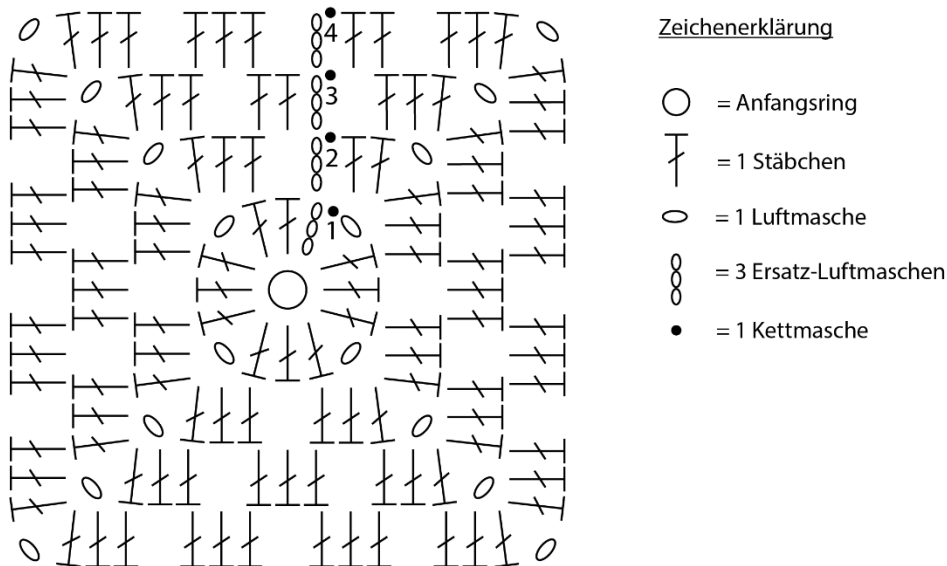 4
3
2
1
Zeichenerklärung
= Anfangsring
= 1 Stäbchen
= 1 Luftmasche
= 3 Ersatz-Luftmaschen
= 1 Kettmasche